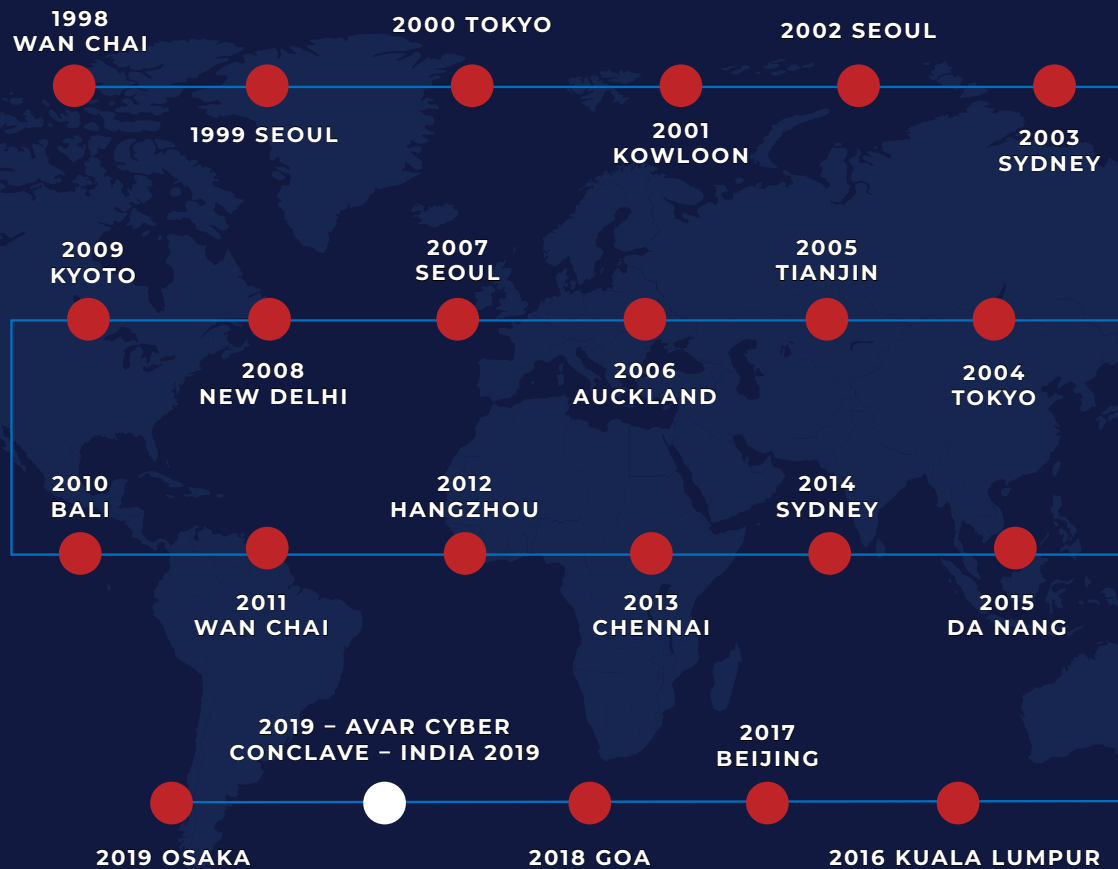 1998
WAN CHAI
2000 TOKYO
2002 SEOUL
1999 SEOUL
2001
KOWLOON
2003
SYDNEY
2009
KYOTO
2007
SEOUL
2005
TIANJIN
2008
NEW DELHI
2006
AUCKLAND
2004
TOKYO
2010
BALI
2012
HANGZHOU
2014
SYDNEY
2011
WAN CHAI
2013
CHENNAI
2015
DA NANG
2019 – AVAR CYBER
CONCLAVE – INDIA 2019
2017
BEIJING
2019 OSAKA
2018 GOA
2016 KUALA LUMPUR